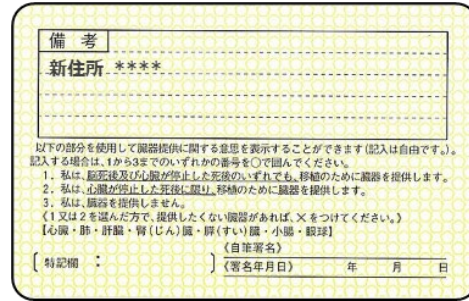 備考
新住所 ****
以下の部分を使用して臓器提供に関する意思を表示することができます(記入は自由です。)。
記入する場合は、1から3までのいずれかの番号を〇で囲んでください。
1. 私は、脳死後及び心臓が停止した死後のいずれでも、移植のために臓器を提供します。
2. 私は、心臓が停止した死後に限り、移植のために臓器を提供します。
3. 私は、臓器を提供しません。
《1又は2を選んだ方で、提供したくない臓器があれば、×をつけてください。》
【心臓・肺・肝臓・腎(じん)臓・膵(すい)臓・小腸・眼球】
〔特記欄:〕
《自筆署名》
《署名年月日》 年 月 日